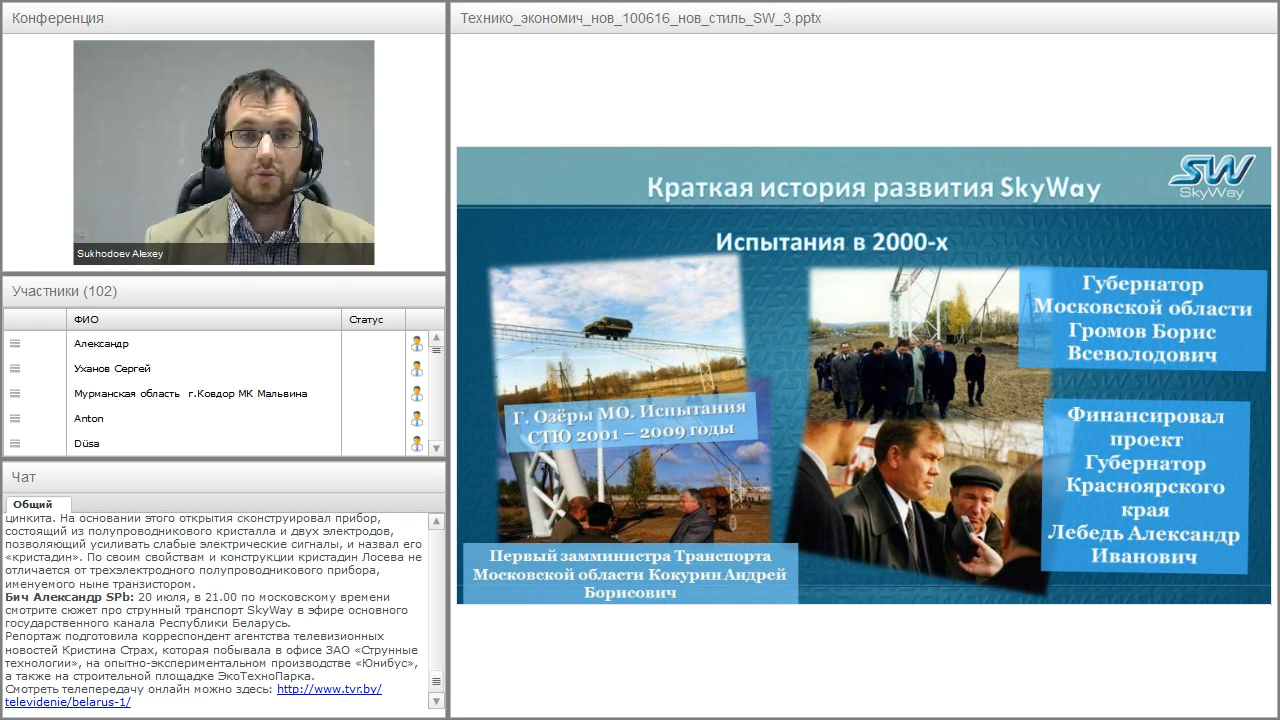 Конференция
Sukhodoev Alexey
Участники (102)
ФИО
Статус
Александр
Уханов Сергей
Мурманская область г.Ковдор МК Мальвина
Anton
Düsa
Чат
Общий
цинкита. На основании этого открытия сконструировал прибор,
состоящий из полупроводникового кристалла и двух электродов,
позволяющий усиливать слабые электрические сигналы, и назвал его
«кристадин». По своим свойствам и конструкции кристадин Лосева не
отличается от трехэлектродного полупроводникового прибора,
именуемого ныне транзистором.
Бич Александр SPb: 20 июля, в 21.00 по московскому времени
смотрите сюжет про струнный транспорт SkyWay в эфире основного
государственного канала Республики Беларусь.
Репортаж подготовила корреспондент агентства телевизионных
новостей Кристина Страх, которая побывала в офисе ЗАО «Струнные
технологии», на опытно-экспериментальном производстве «Юнибус»,
а также на строительной площадке ЭкоТехноПарка.
Смотреть телепередачу онлайн можно здесь: http://www.tvr.by/
televidenie/belarus-1/
Технико_экономич_нов_100616_нов_стиль_SW_3.pptx
Краткая история развития SkyWay
SW
SkyWay
Испытания в 2000-х
Г. Озёры МО. Испытания
СТЮ 2001 – 2009 годы
Первый замминистра Транспорта
Московской области Кокурин Андрей
Борисович
Губернатор
Московской области
Громов Борис
Всеволодович
Финансировал
проект
Губернатор
Красноярского
края
Лебедь Александр
Иванович